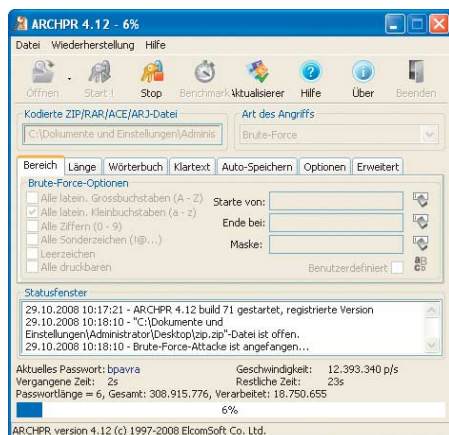 ARCHPR 4.12 - 6%
Datei Wiederherstellung Hilfe
Öffnen Start ! Stop Benchmark Aktualisierer Hilfe Über Beenden
Kodierte ZIP/RAR/ACE/ARJ-Datei Art des Angriffs
C:\Dokumente und Einstellungen\Adminis Brute-Force
Bereich Länge Wörterbuch Klartext Auto-Speichern Optionen Erweitert
Brute-Force-Optionen
Alle latein. Grossbuchstaben (A - Z)
Alle latein. Kleinbuchstaben (a - z)
Alle Ziffern (0 - 9)
Alle Sonderzeichen (!@...)
Leerzeichen
Alle druckbaren
Starte von:
Ende bei:
Maske:
Benutzerdefiniert
Statusfenster
29.10.2008 10:17:21 - ARCHPR 4.12 build 71 gestartet, registrierte Version
29.10.2008 10:18:10 - "C:\Dokumente und
Einstellungen\Administrator\Desktop\zip.zip"-Datei ist offen.
29.10.2008 10:18:10 - Brute-Force-Attacke ist angefangen...
Aktuelles Passwort: bpavra Geschwindigkeit: 12.393.340 p/s
Vergangene Zeit: 2s Restliche Zeit: 23s
Passwortlänge = 6, Gesamt: 308.915.776, Verarbeitet: 18.750.655
6%
ARCHPR version 4.12 (c) 1997-2008 ElcomSoft Co. Ltd.